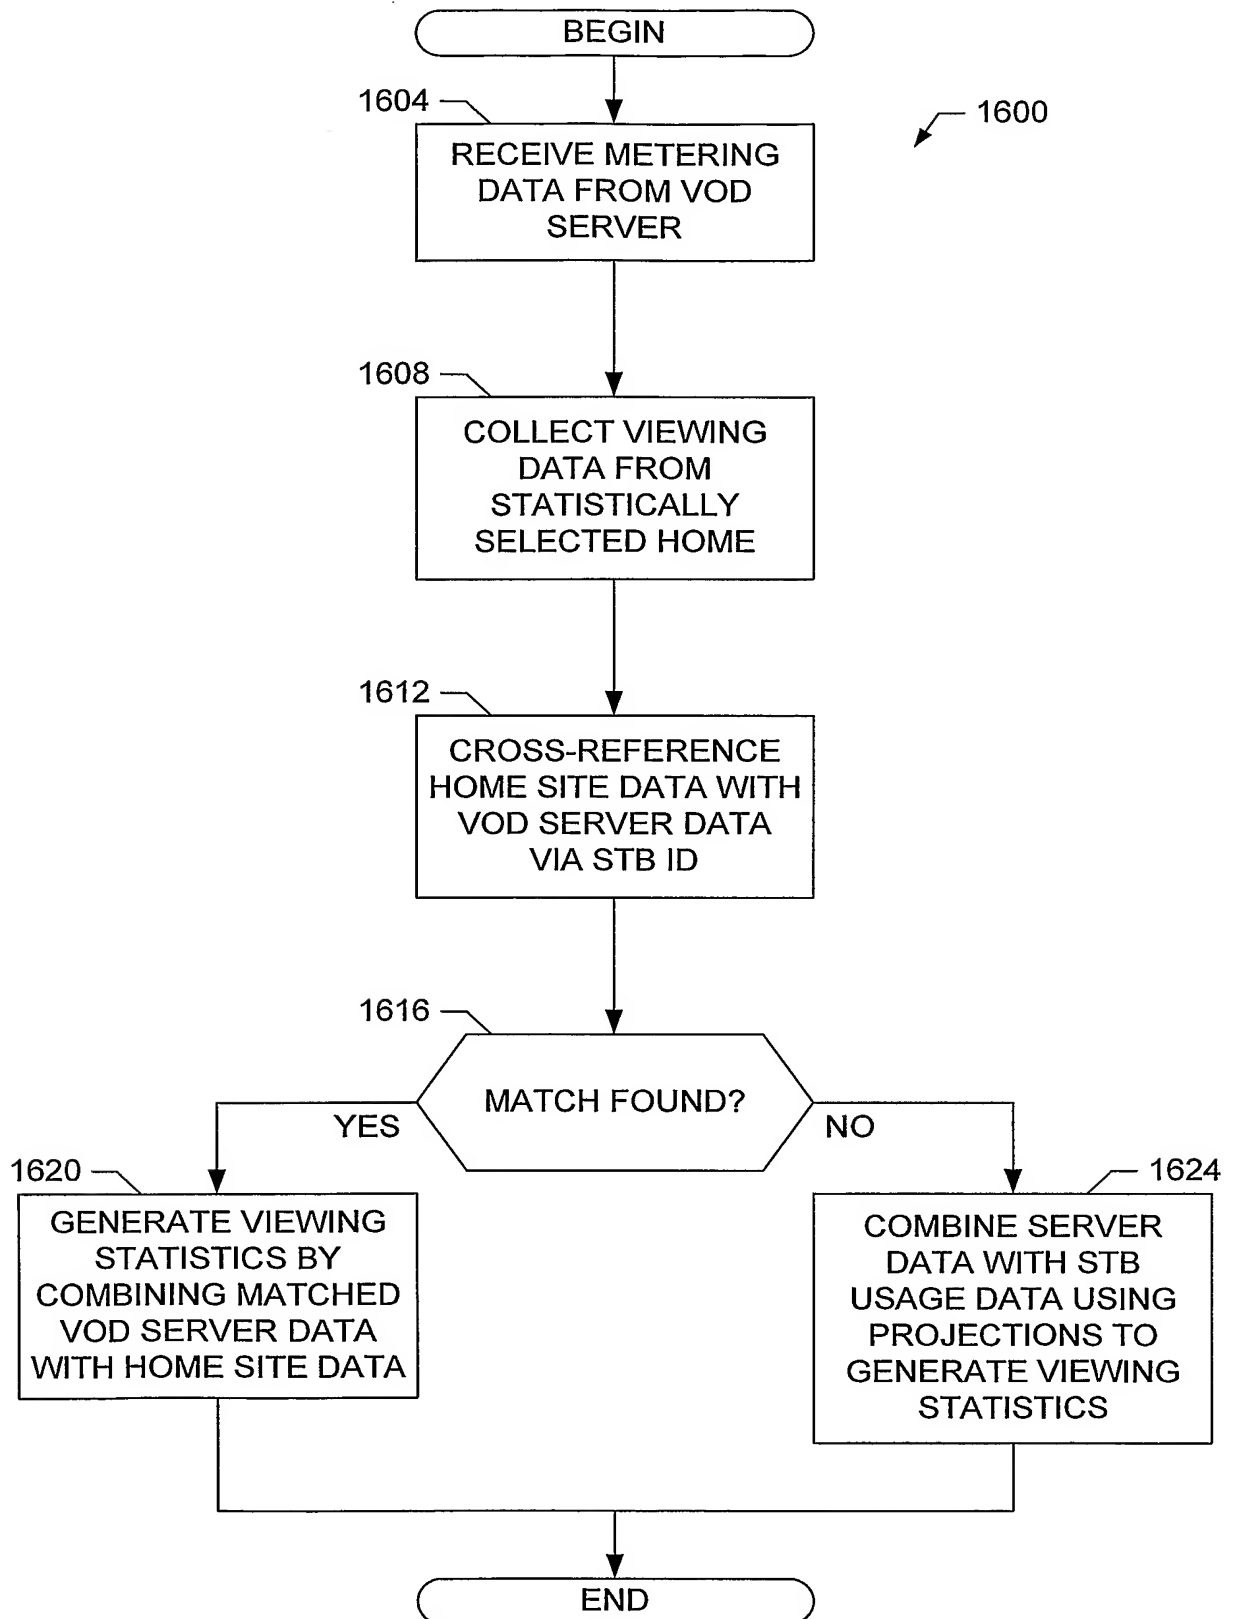 BEGIN
1604
1600
RECEIVE METERING
DATA FROM VOD
SERVER
1608
COLLECT VIEWING
DATA FROM
STATISTICALLY
SELECTED HOME
1612
CROSS-REFERENCE
HOME SITE DATA WITH
VOD SERVER DATA
VIA STB ID
1616
MATCH FOUND?
YES
NO
1620
GENERATE VIEWING
STATISTICS BY
COMBINING MATCHED
VOD SERVER DATA
WITH HOME SITE DATA
1624
COMBINE SERVER
DATA WITH STB
USAGE DATA USING
PROJECTIONS TO
GENERATE VIEWING
STATISTICS
END